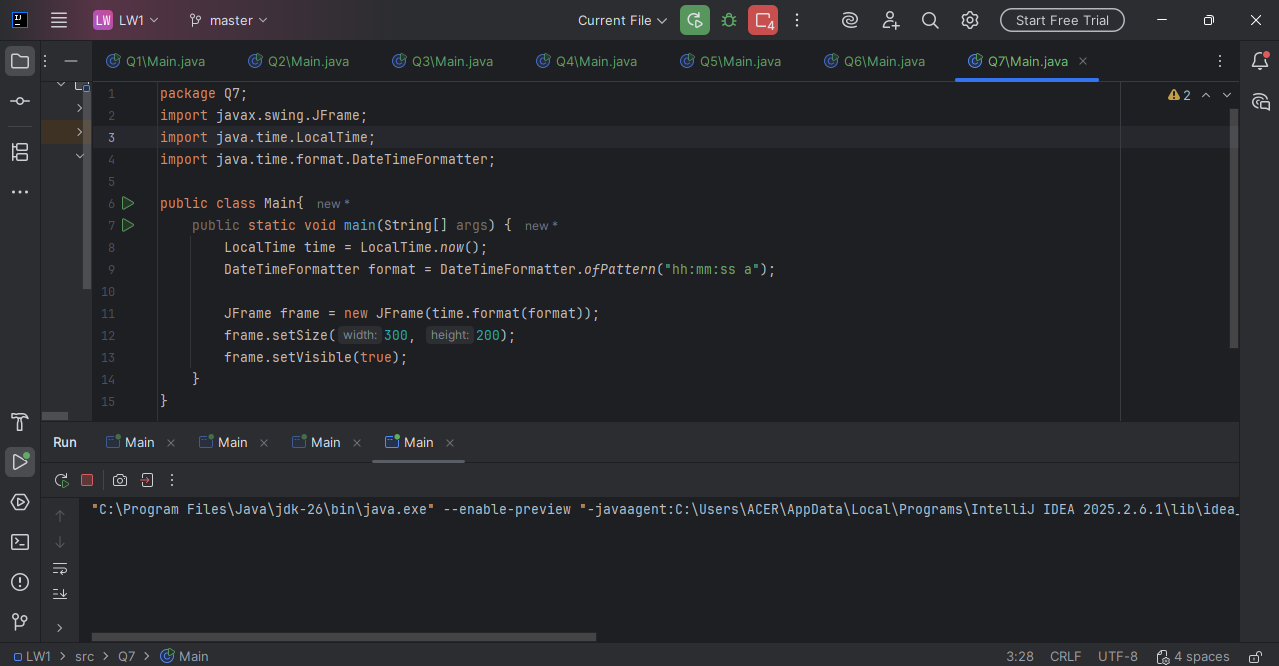 LW LW1 master Current File 4 Start Free Trial
Q1\Main.java Q2\Main.java Q3\Main.java Q4\Main.java Q5\Main.java Q6\Main.java Q7\Main.java
2
1 package Q7;
2 import javax.swing.JFrame;
3 import java.time.LocalTime;
4 import java.time.format.DateTimeFormatter;
5
6 public class Main{ new *
7 public static void main(String[] args) { new *
8 LocalTime time = LocalTime.now();
9 DateTimeFormatter format = DateTimeFormatter.ofPattern("hh:mm:ss a");
10
11 JFrame frame = new JFrame(time.format(format));
12 frame.setSize( width: 300, height: 200);
13 frame.setVisible(true);
14 }
15 }
Run Main Main Main Main
"C:\Program Files\Java\jdk-26\bin\java.exe" --enable-preview "-javaagent:C:\Users\ACER\AppData\Local\Programs\IntelliJ IDEA 2025.2.6.1\lib\idea_
LW1 > src > Q7 > Main 3:28 CRLF UTF-8 4 spaces